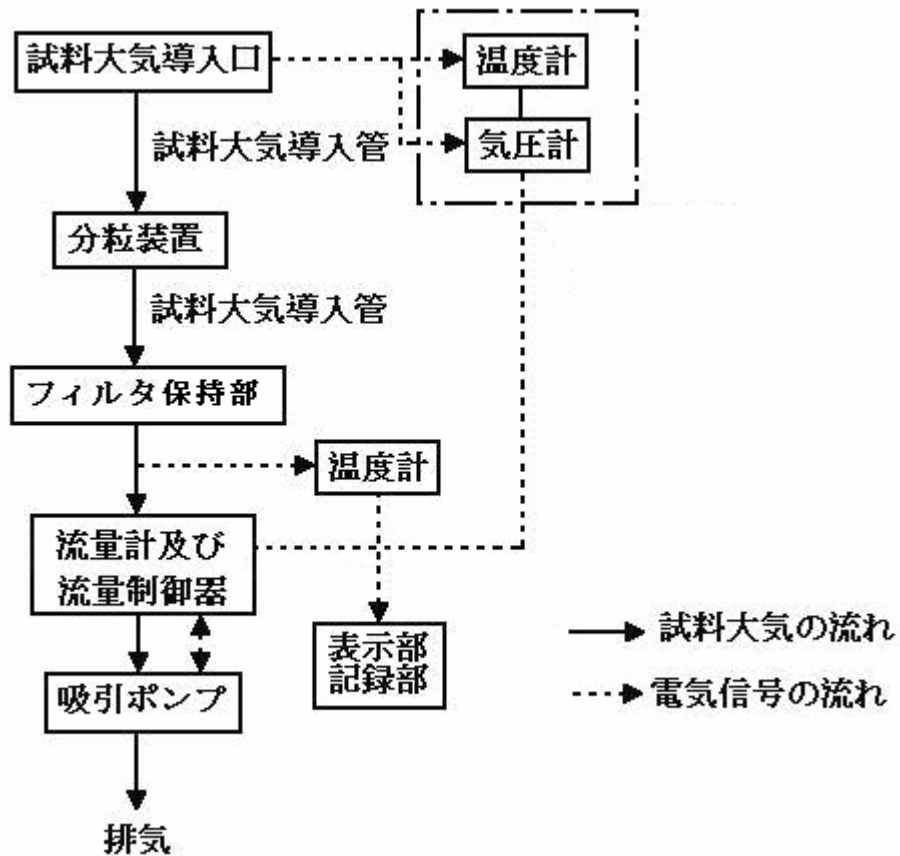 試料大気導入口
温度計
気圧計
試料大気導入管
分粒装置
試料大気導入管
フィルタ保持部
温度計
流量計及び
流量制御器
表示部
記録部
吸引ポンプ
排気
試料大気の流れ
電気信号の流れ